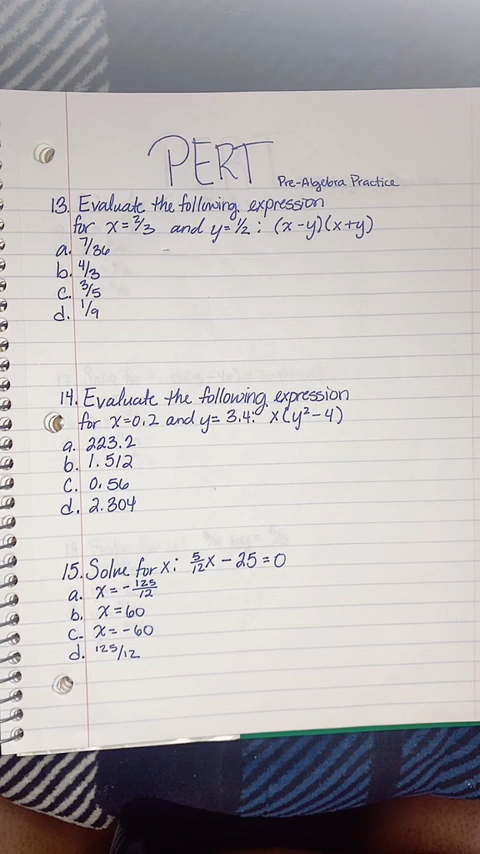 PERT
Pre-Algebra Practice
13. Evaluate the following expression
for x=2/3 and y=1/2: (x-y)(x+y)
a. 7/36
b. 4/3
c. 3/5
d. 1/9
14. Evaluate the following expression
for x=0.2 and y= 3.4: x(y²-4)
a. 223.2
b. 1.512
c. 0.56
d. 2.304
15. Solve for x: 5/12x - 25 = 0
a. x = -125/12
b. x = 60
c. x = -60
d. 125/12